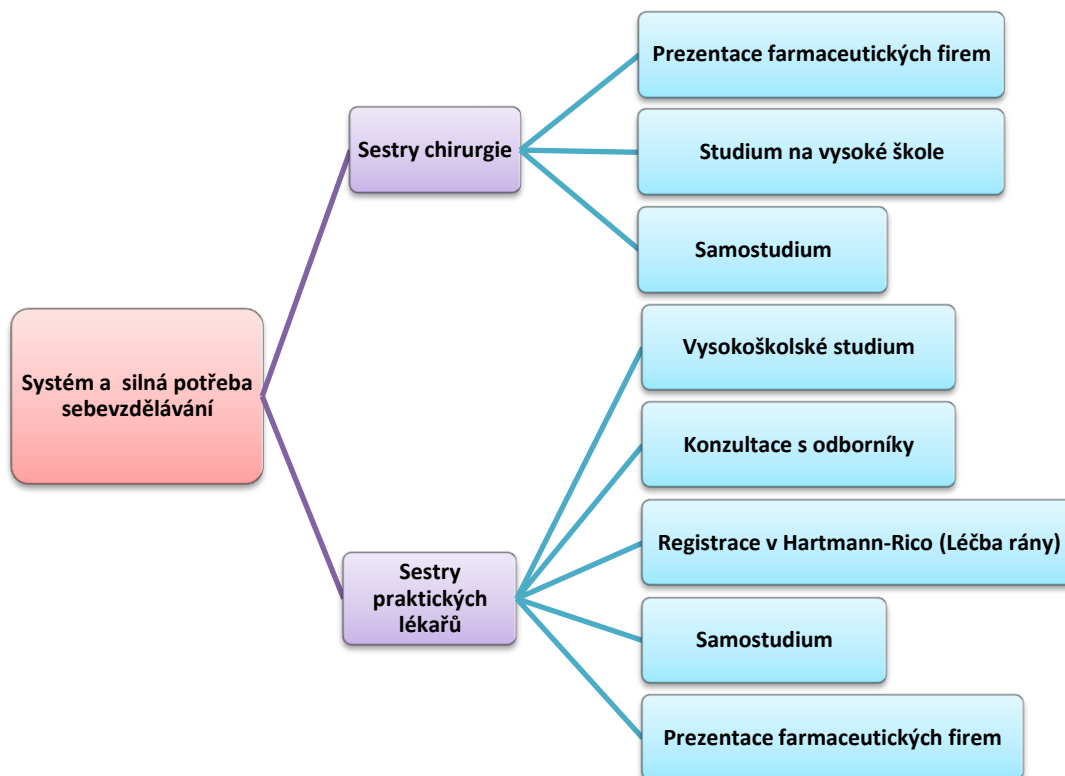 Prezentace farmaceutických firem
Sestry chirurgie
Studium na vysoké škole
Samostudium
Systém a  silná potřeba
sebevzdělávání
Vysokoškolské studium
Konzultace s odborníky
Registrace v Hartmann-Rico (Léčba rány)
Sestry
praktických
lékařů
Samostudium
Prezentace farmaceutických firem